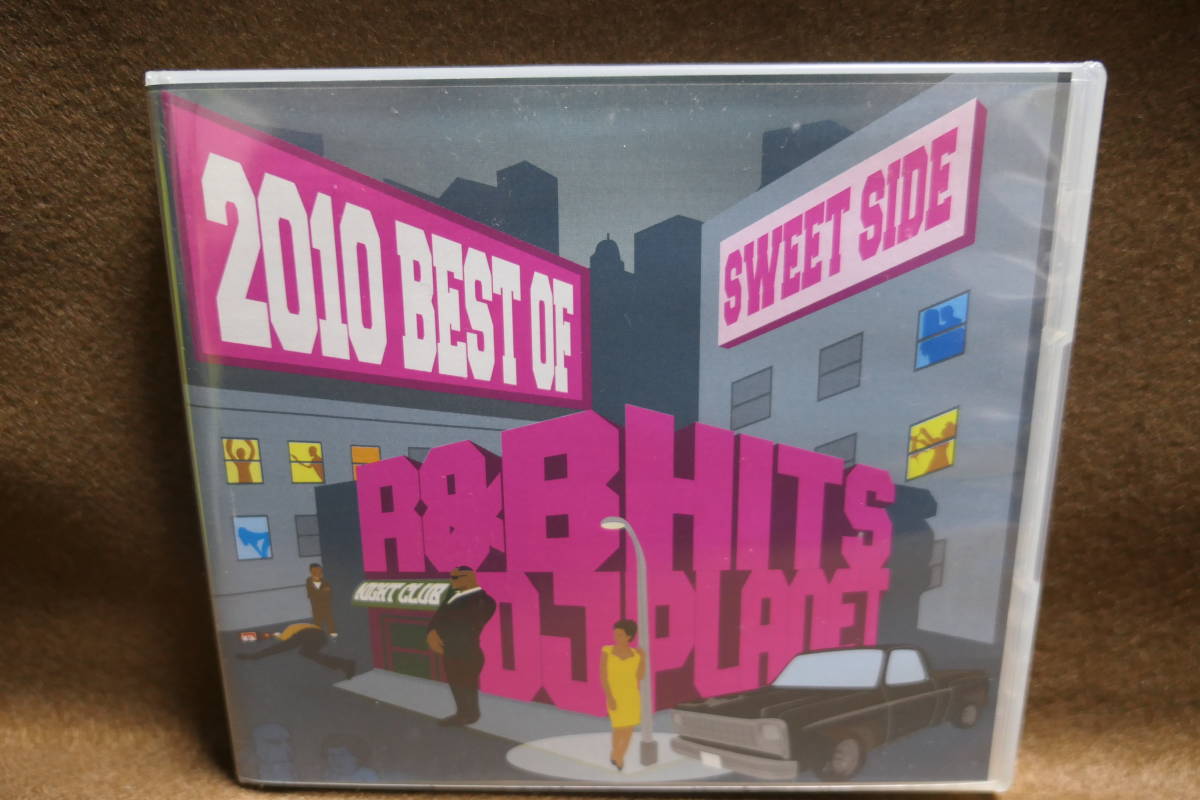 2010 BEST OF
SWEET SIDE
R&B HITS
NIGHT CLUB
DJ PLANET